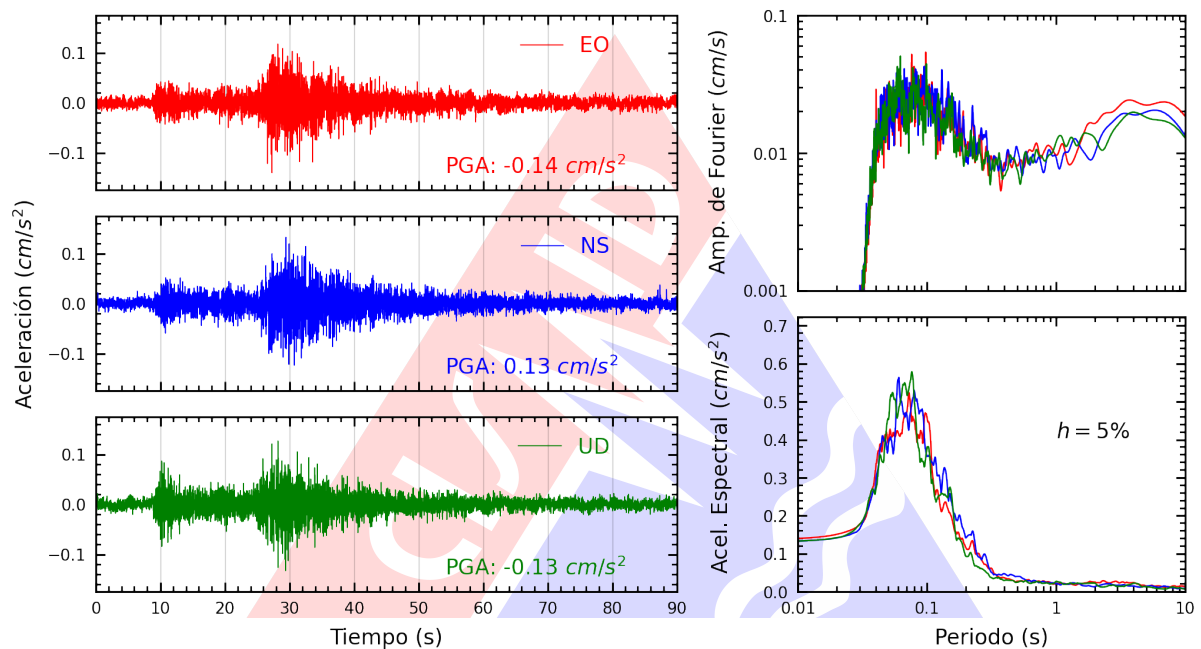 Aceleración (cm/s²)
0.1
0.0
−0.1
EO
PGA: -0.14 cm/s²
0.1
0.0
−0.1
NS
PGA: 0.13 cm/s²
0.1
0.0
−0.1
UD
PGA: -0.13 cm/s²
0 10 20 30 40 50 60 70 80 90
Tiempo (s)
Amp. de Fourier (cm/s)
0.1
0.01
0.001
Acel. Espectral (cm/s²)
0.7
0.6
0.5
0.4
0.3
0.2
0.1
0.0
h = 5%
0.01 0.1 1 10
Periodo (s)
CISMID